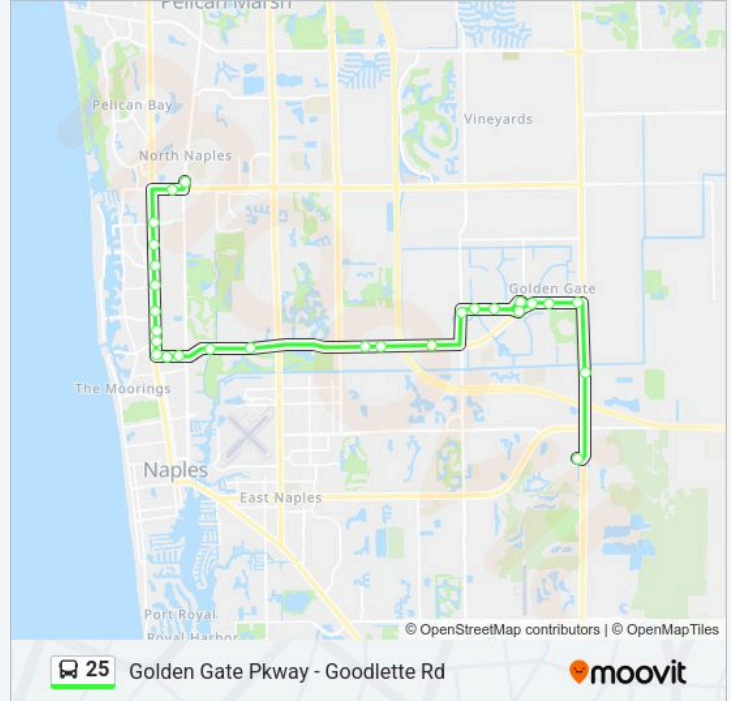 Pelican Marsh
Pelican Bay
Vineyards
North Naples
Golden Gate
The Moorings
Naples
East Naples
Port Royal
Royal Harbor
© OpenStreetMap contributors | © OpenMapTiles
25 Golden Gate Pkway - Goodlette Rd
moovit